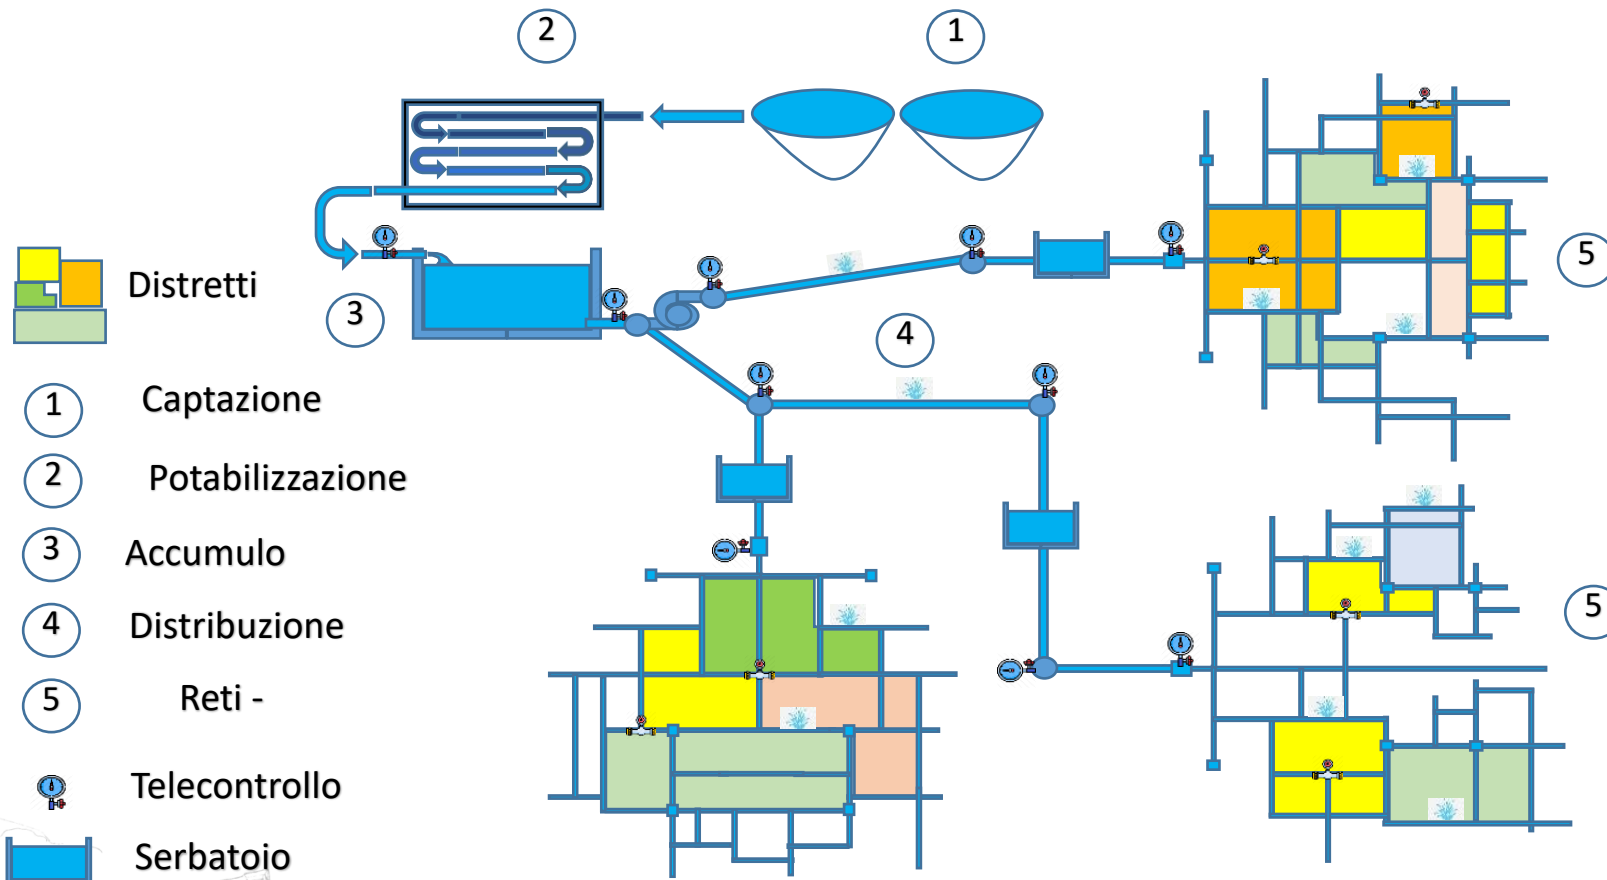 2
1
5
Distretti
3
4
1 Captazione
2 Potabilizzazione
3 Accumulo
4 Distribuzione
5
5 Reti -
Telecontrollo
Serbatoio